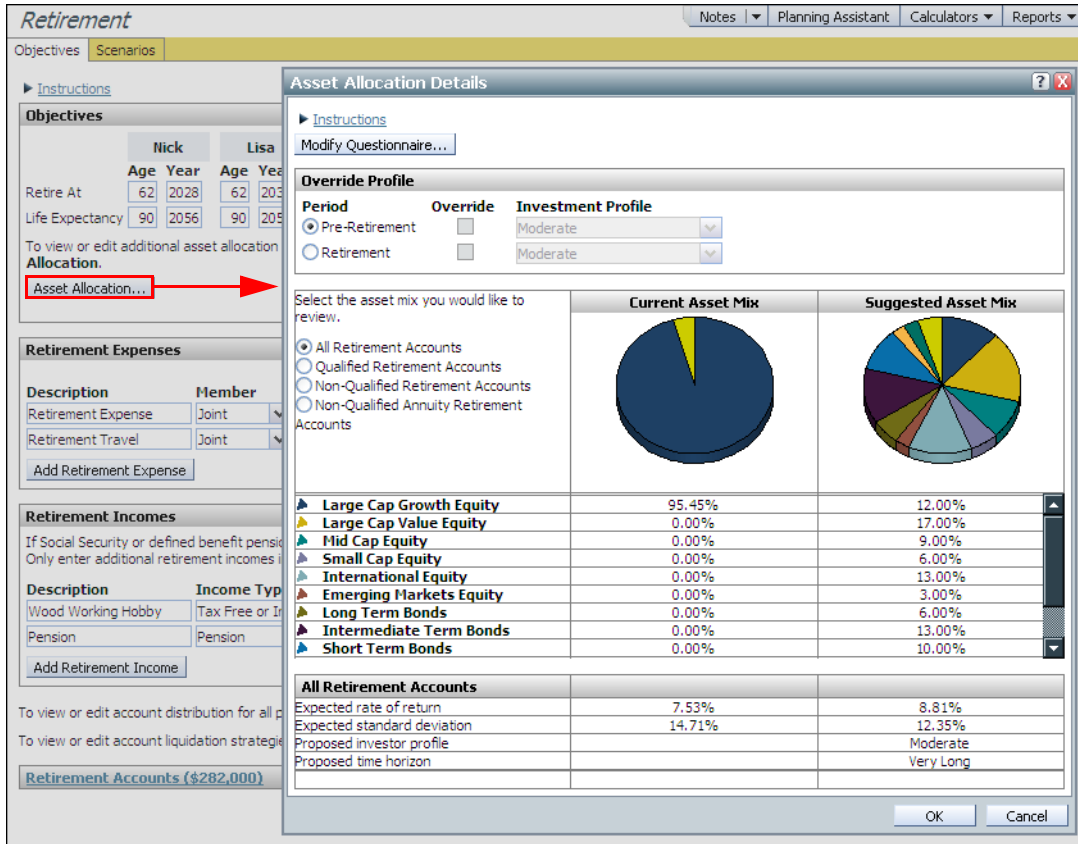 Retirement
Notes
Planning Assistant
Calculators
Reports
Objectives
Scenarios
Instructions
Objectives
Nick Lisa
Age Year Age Yea
Retire At 62 2028 62 203
Life Expectancy 90 2056 90 205
To view or edit additional asset allocation
Allocation.
Asset Allocation...
Retirement Expenses
Description Member
Retirement Expense Joint
Retirement Travel Joint
Add Retirement Expense
Retirement Incomes
If Social Security or defined benefit pensio
Only enter additional retirement incomes i
Description Income Typ
Wood Working Hobby Tax Free or In
Pension Pension
Add Retirement Income
To view or edit account distribution for all p
To view or edit account liquidation strategie
Retirement Accounts ($282,000)
Asset Allocation Details
? X
Instructions
Modify Questionnaire...
Override Profile
Period Override Investment Profile
Pre-Retirement Moderate
Retirement Moderate
Select the asset mix you would like to
review.
All Retirement Accounts
Qualified Retirement Accounts
Non-Qualified Retirement Accounts
Non-Qualified Annuity Retirement
Accounts
Current Asset Mix
Suggested Asset Mix
Large Cap Growth Equity 95.45% 12.00%
Large Cap Value Equity 0.00% 17.00%
Mid Cap Equity 0.00% 9.00%
Small Cap Equity 0.00% 6.00%
International Equity 0.00% 13.00%
Emerging Markets Equity 0.00% 3.00%
Long Term Bonds 0.00% 6.00%
Intermediate Term Bonds 0.00% 13.00%
Short Term Bonds 0.00% 10.00%
All Retirement Accounts
Expected rate of return 7.53% 8.81%
Expected standard deviation 14.71% 12.35%
Proposed investor profile Moderate
Proposed time horizon Very Long
OK
Cancel